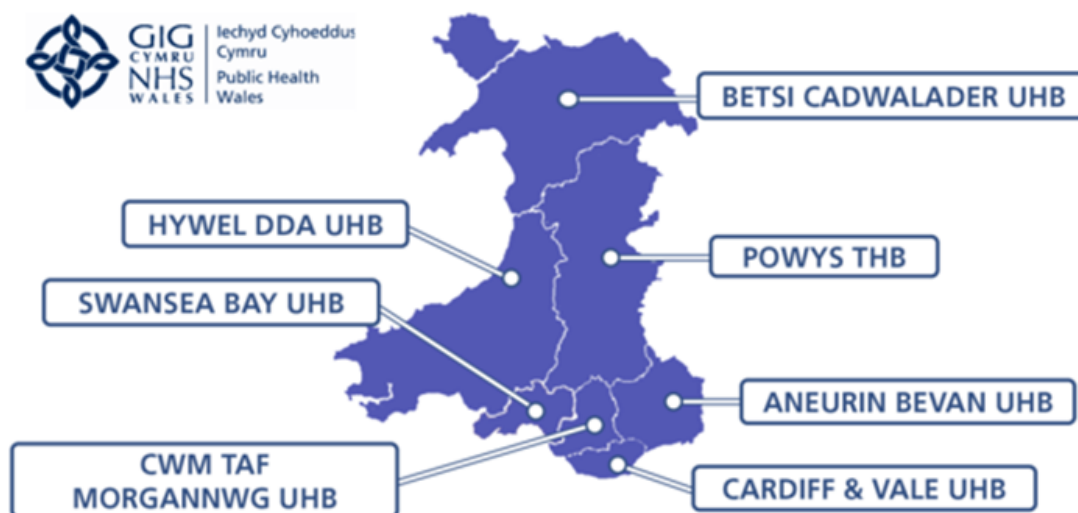 GIG
CYMRU
NHS
WALES
Iechyd Cyhoeddus
Cymru
Public Health
Wales
BETSI CADWALADER UHB
HYWEL DDA UHB
POWYS THB
SWANSEA BAY UHB
ANEURIN BEVAN UHB
CWM TAF
MORGANNWG UHB
CARDIFF & VALE UHB